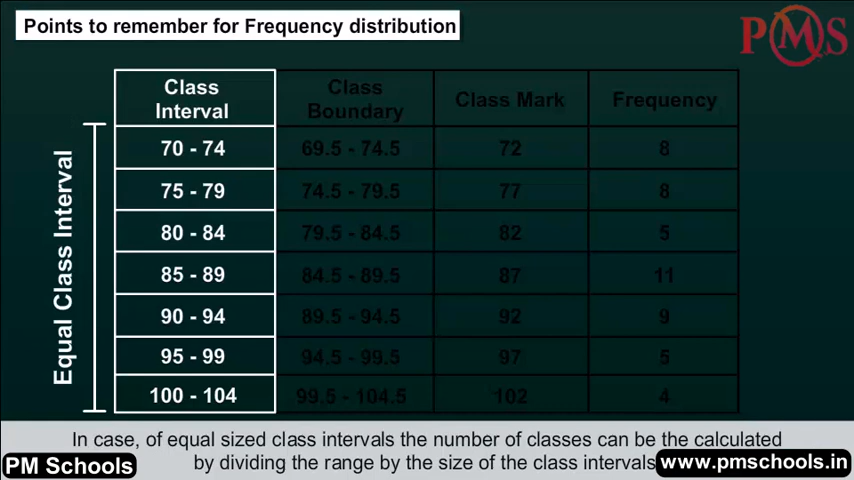 Points to remember for Frequency distribution
PMS
Class Interval Class Boundary Class Mark Frequency
70 - 74 69.5 - 74.5 72 8
75 - 79 74.5 - 79.5 77 8
80 - 84 79.5 - 84.5 82 5
85 - 89 84.5 - 89.5 87 11
90 - 94 89.5 - 94.5 92 9
95 - 99 94.5 - 99.5 97 5
100 - 104 99.5 - 104.5 102 4
Equal Class Interval
In case, of equal sized class intervals the number of classes can be the calculated
by dividing the range by the size of the class intervals
PM Schools
www.pmschools.in